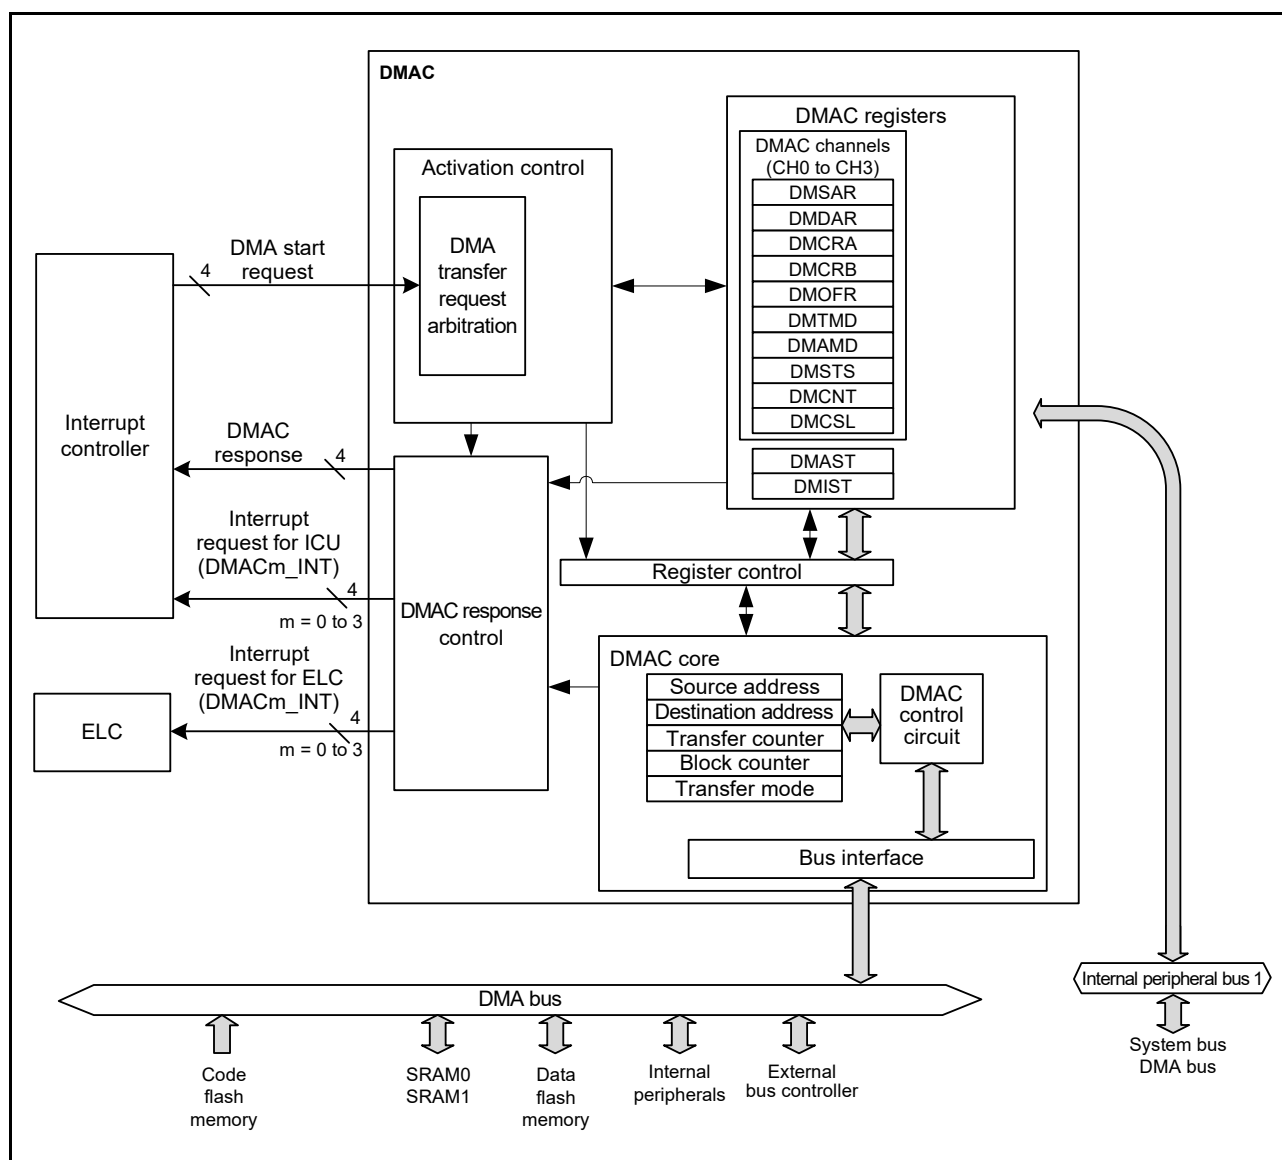 DMAC
DMAC registers
DMAC channels
(CH0 to CH3)
DMSAR
DMDAR
DMCRA
DMCRB
DMOFR
DMTMD
DMAMD
DMSTS
DMCNT
DMCSL
DMAST
DMIST
Activation control
DMA
transfer
request
arbitration
DMA start
request
4
Interrupt
controller
DMAC
response
4
Interrupt
request for ICU
(DMACm_INT)
4
m = 0 to 3
DMAC response
control
Register control
Interrupt
request for ELC
(DMACm_INT)
4
m = 0 to 3
ELC
DMAC core
Source address
Destination address
Transfer counter
Block counter
Transfer mode
DMAC
control
circuit
Bus interface
DMA bus
Internal peripheral bus 1
System bus
DMA bus
Code
flash
memory
SRAM0
SRAM1
Data
flash
memory
Internal
peripherals
External
bus controller